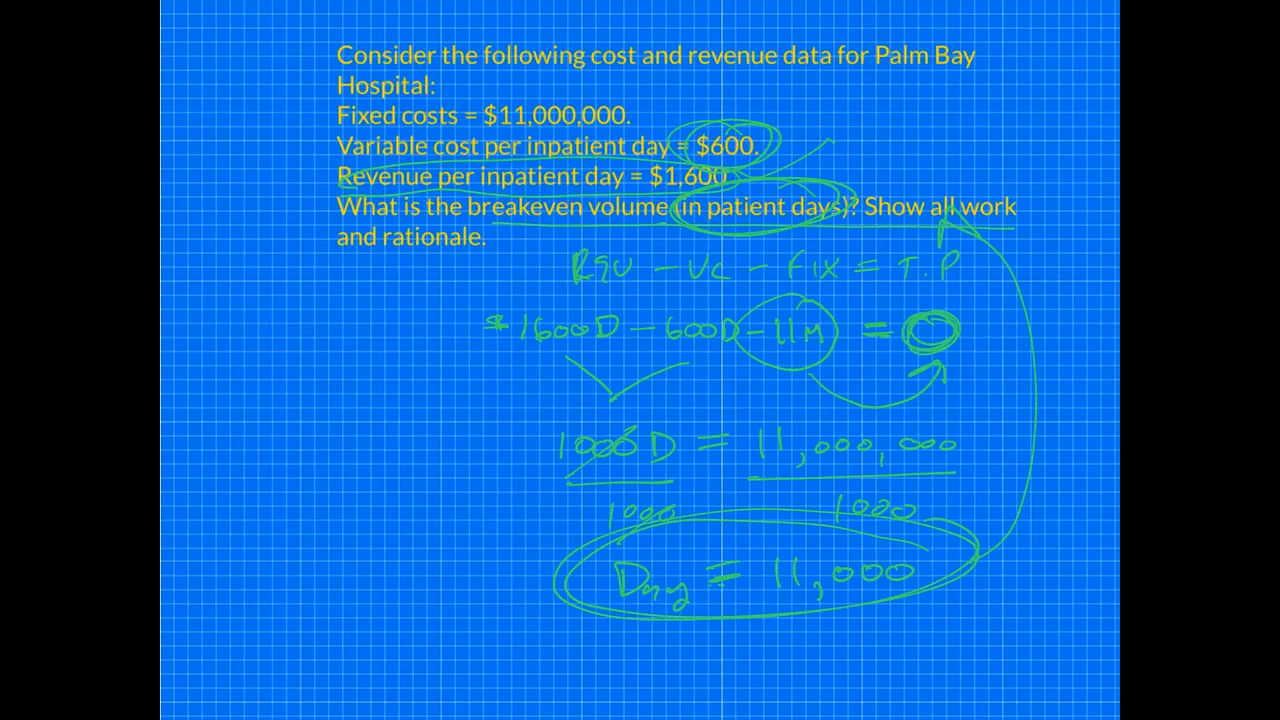 Consider the following cost and revenue data for Palm Bay
Hospital:
Fixed costs = $11,000,000.
Variable cost per inpatient day = $600.
Revenue per inpatient day = $1,600
What is the breakeven volume (in patient days)? Show all work
and rationale.
Rev - VC - FIX = T.P
$1600D - 600D - 11M = 0
1000D = 11,000,000
1000 1000
Day = 11,000